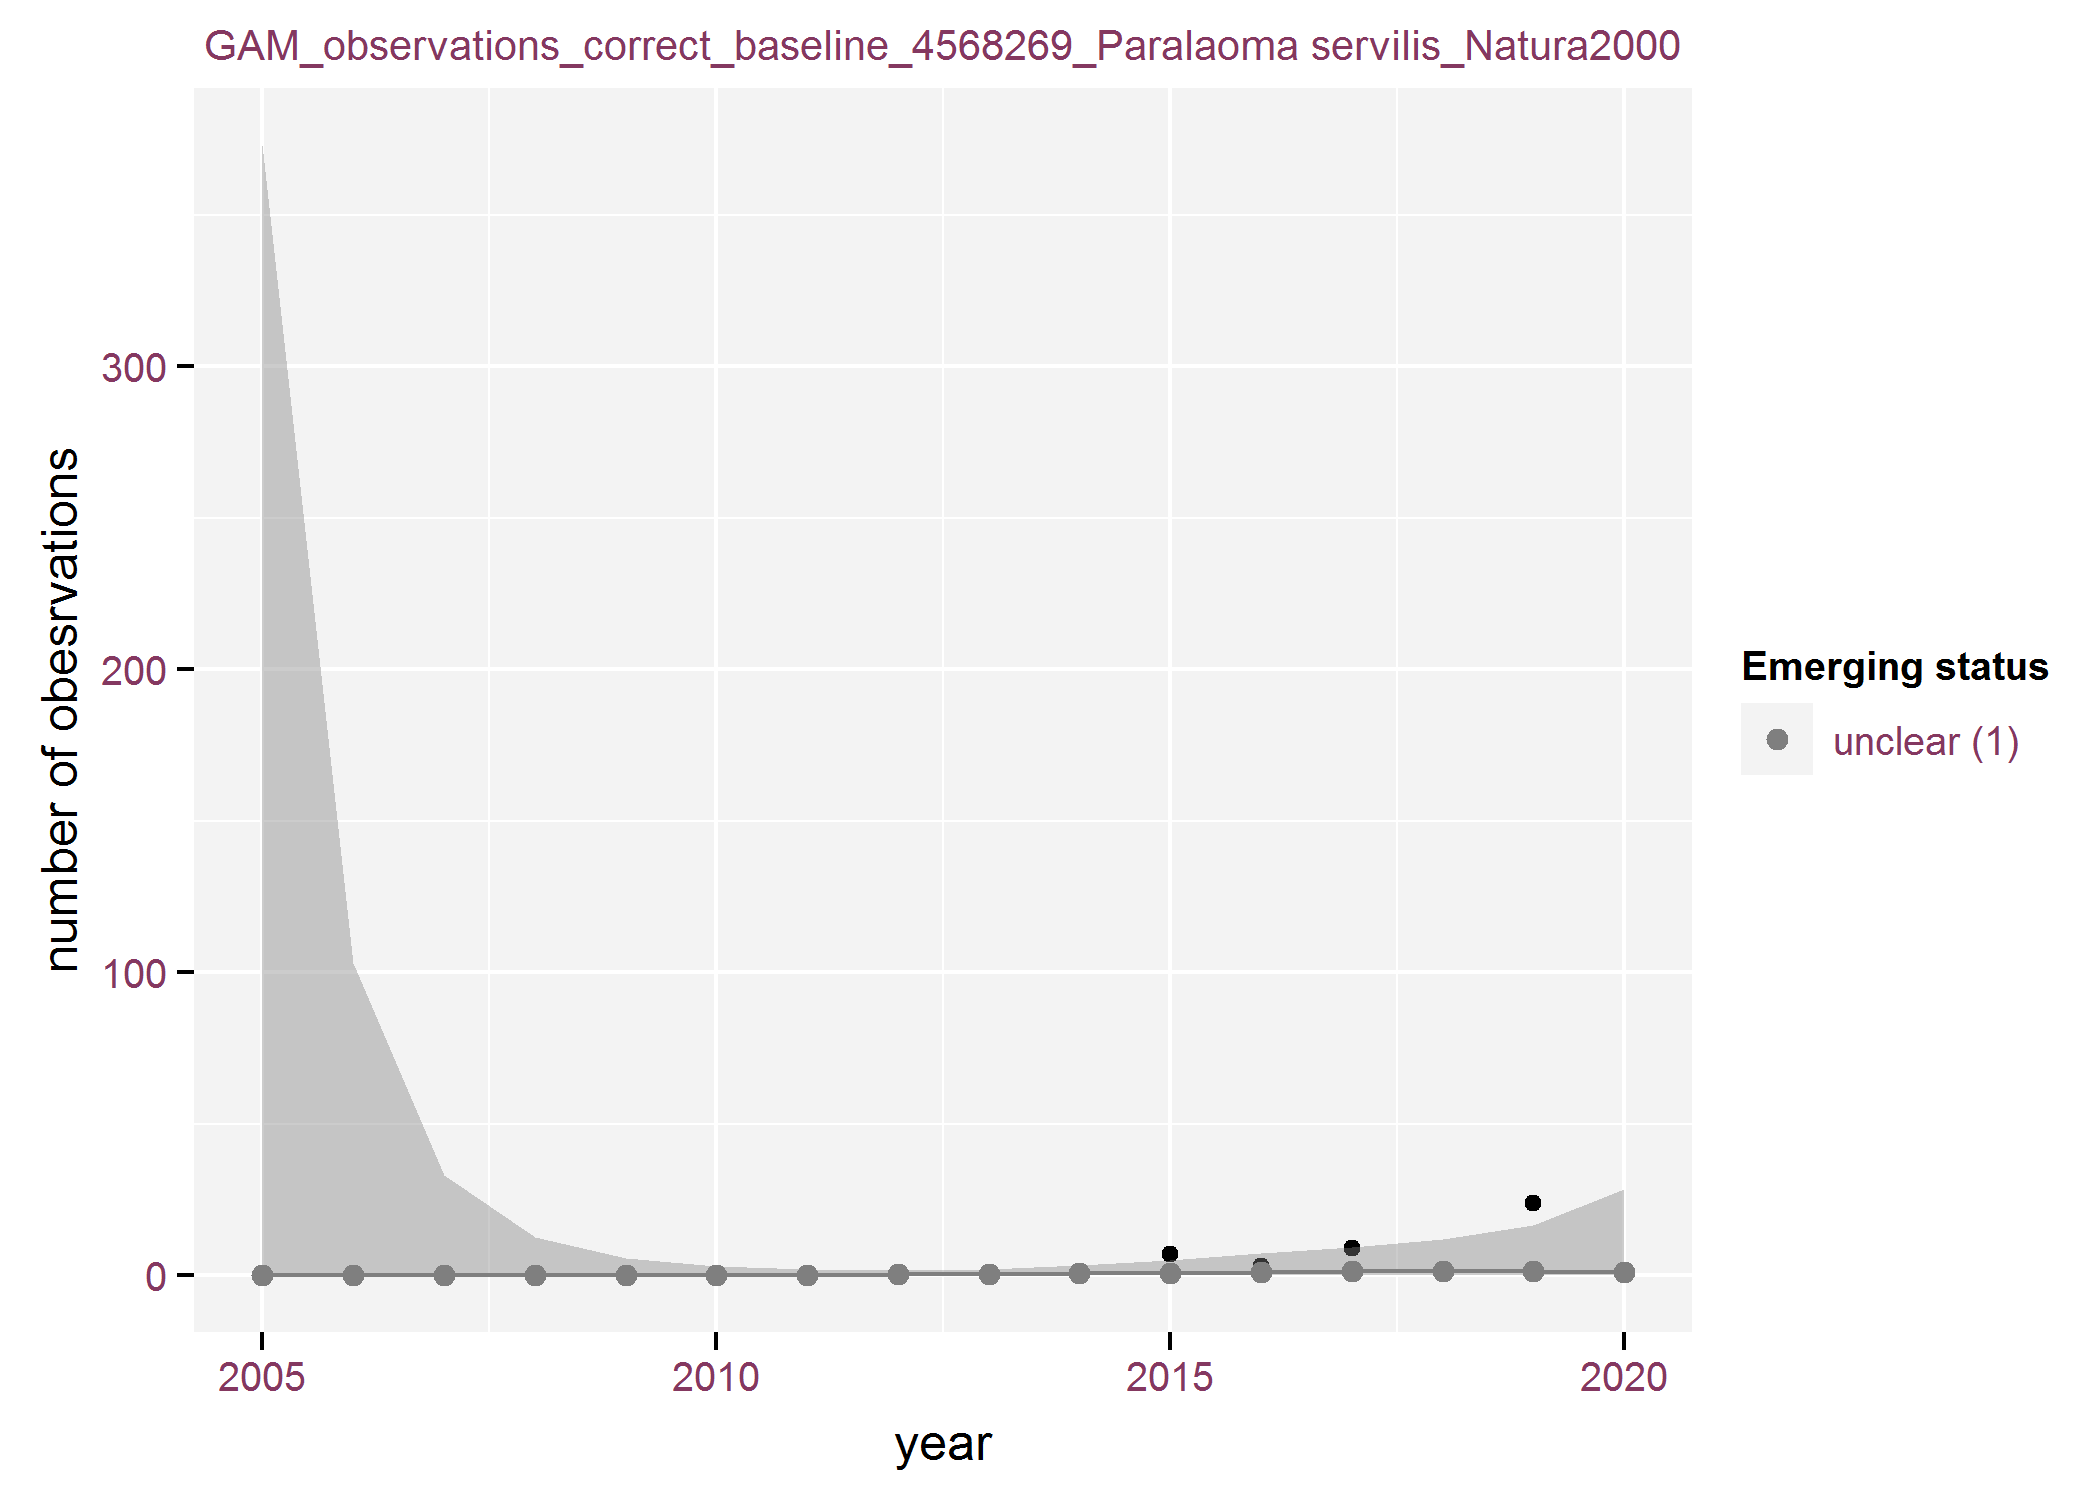 GAM_observations_correct_baseline_4568269_Paralaoma servilis_Natura2000
number of obesrvations
300
200
100
0
2005 2010 2015 2020
year
Emerging status
unclear (1)